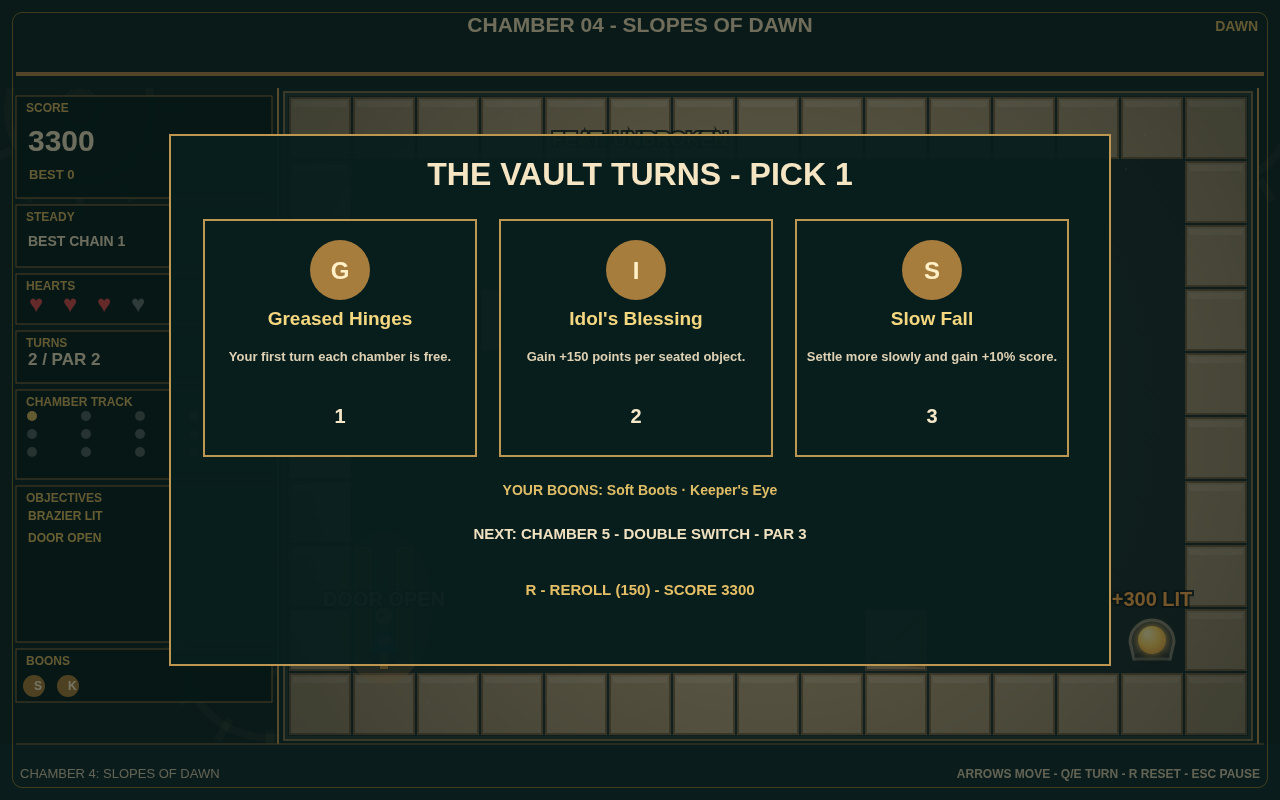 CHAMBER 04 - SLOPES OF DAWN
DAWN
SCORE
3300
BEST 0
STEADY
BEST CHAIN 1
HEARTS
TURNS
2 / PAR 2
CHAMBER TRACK
OBJECTIVES
BRAZIER LIT
DOOR OPEN
BOONS
S K
FEAT: UNBROKEN
THE VAULT TURNS - PICK 1
G
Greased Hinges
Your first turn each chamber is free.
1
I
Idol's Blessing
Gain +150 points per seated object.
2
S
Slow Fall
Settle more slowly and gain +10% score.
3
YOUR BOONS: Soft Boots · Keeper's Eye
NEXT: CHAMBER 5 - DOUBLE SWITCH - PAR 3
R - REROLL (150) - SCORE 3300
DOOR OPEN
+300 LIT
CHAMBER 4: SLOPES OF DAWN
ARROWS MOVE - Q/E TURN - R RESET - ESC PAUSE